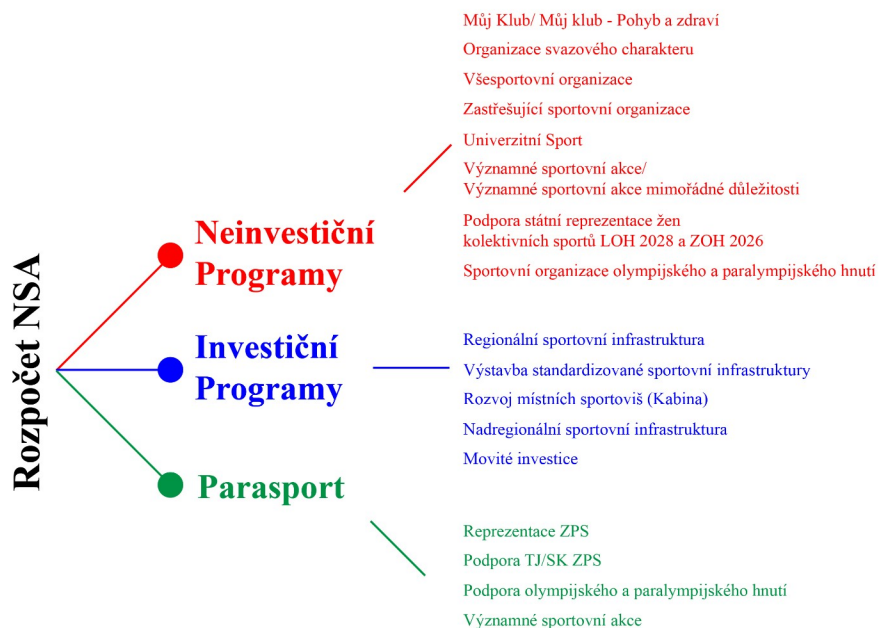 Rozpočet NSA
Neinvestiční
Programy
Můj Klub/ Můj klub - Pohyb a zdraví
Organizace svazového charakteru
Všesportovní organizace
Zastřešující sportovní organizace
Univerzitní Sport
Významné sportovní akce/
Významné sportovní akce mimořádné důležitosti
Podpora státní reprezentace žen
kolektivních sportů LOH 2028 a ZOH 2026
Sportovní organizace olympijského a paralympijského hnutí
Investiční
Programy
Regionální sportovní infrastruktura
Výstavba standardizované sportovní infrastruktury
Rozvoj místních sportoviš (Kabina)
Nadregionální sportovní infrastruktura
Movité investice
Parasport
Reprezentace ZPS
Podpora TJ/SK ZPS
Podpora olympijského a paralympijského hnutí
Významné sportovní akce